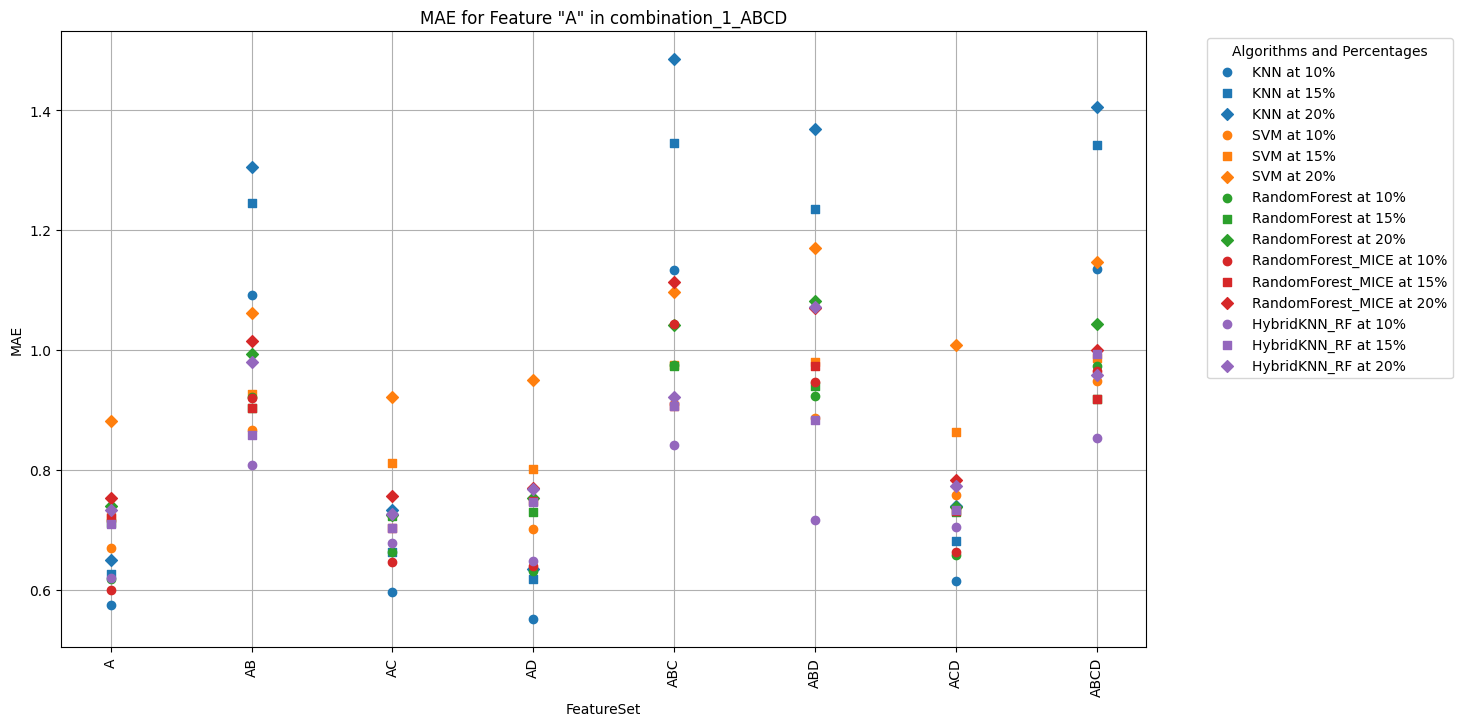 MAE for Feature "A" in combination_1_ABCD
MAE
1.4
1.2
1.0
0.8
0.6
A
AB
AC
AD
ABC
ABD
ACD
ABCD
FeatureSet
Algorithms and Percentages
KNN at 10%
KNN at 15%
KNN at 20%
SVM at 10%
SVM at 15%
SVM at 20%
RandomForest at 10%
RandomForest at 15%
RandomForest at 20%
RandomForest_MICE at 10%
RandomForest_MICE at 15%
RandomForest_MICE at 20%
HybridKNN_RF at 10%
HybridKNN_RF at 15%
HybridKNN_RF at 20%